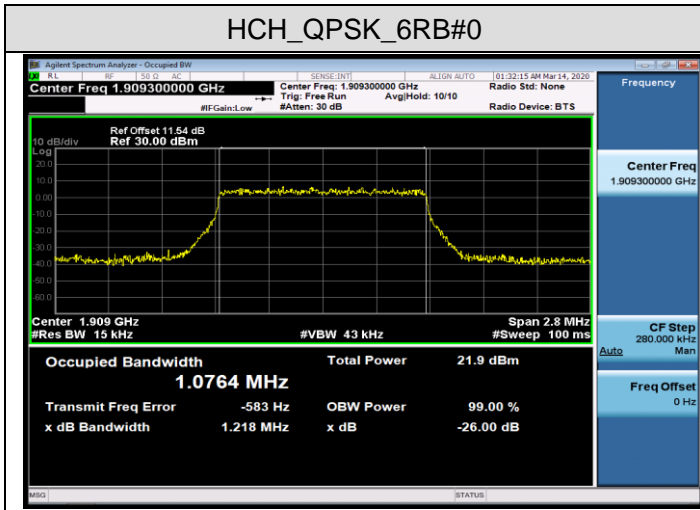 HCH_QPSK_6RB#0
Agilent Spectrum Analyzer - Occupied BW
RL RF 50 Ω AC SENSE:INT ALIGN AUTO 01:32:15 AM Mar 14, 2020
Center Freq 1.909300000 GHz
Center Freq: 1.909300000 GHz
Radio Std: None
Trig: Free Run Avg|Hold: 10/10
#IFGain:Low
#Atten: 30 dB
Radio Device: BTS
Ref Offset 11.54 dB
10 dB/div Ref 30.00 dBm
Log
20.0
10.0
0.00
-10.0
-20.0
-30.0
-40.0
-50.0
-60.0
Center 1.909 GHz Span 2.8 MHz
#Res BW 15 kHz #VBW 43 kHz #Sweep 100 ms
Occupied Bandwidth Total Power 21.9 dBm
1.0764 MHz
Transmit Freq Error -583 Hz OBW Power 99.00 %
x dB Bandwidth 1.218 MHz x dB -26.00 dB
MSG STATUS
Frequency
Center Freq
1.909300000 GHz
CF Step
280.000 kHz
Auto Man
Freq Offset
0 Hz